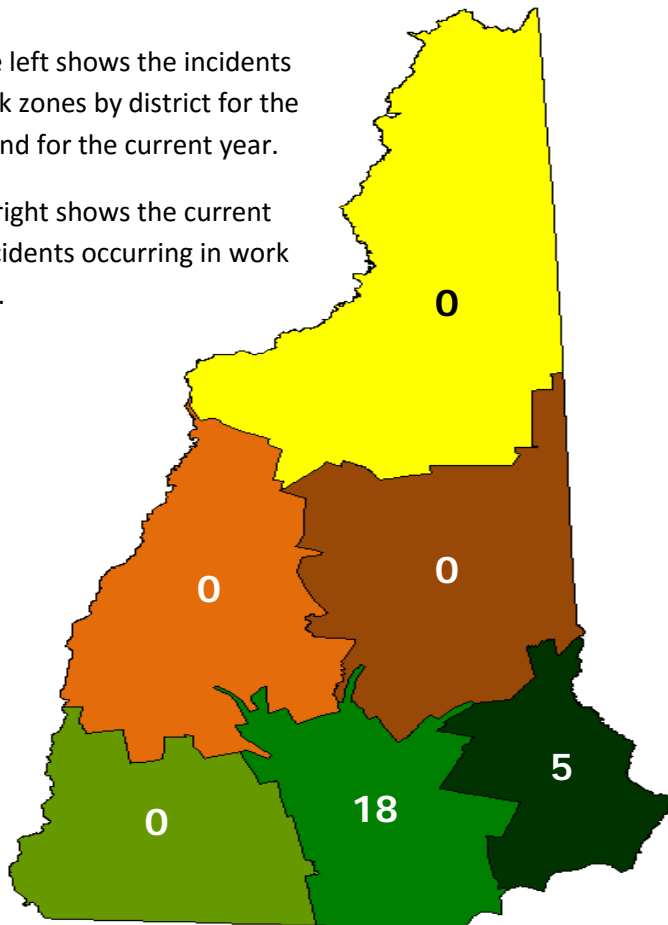 left shows the incidents
zones by district for the
nd for the current year.
right shows the current
cidents occurring in work
.
0
0
0
5
18
0